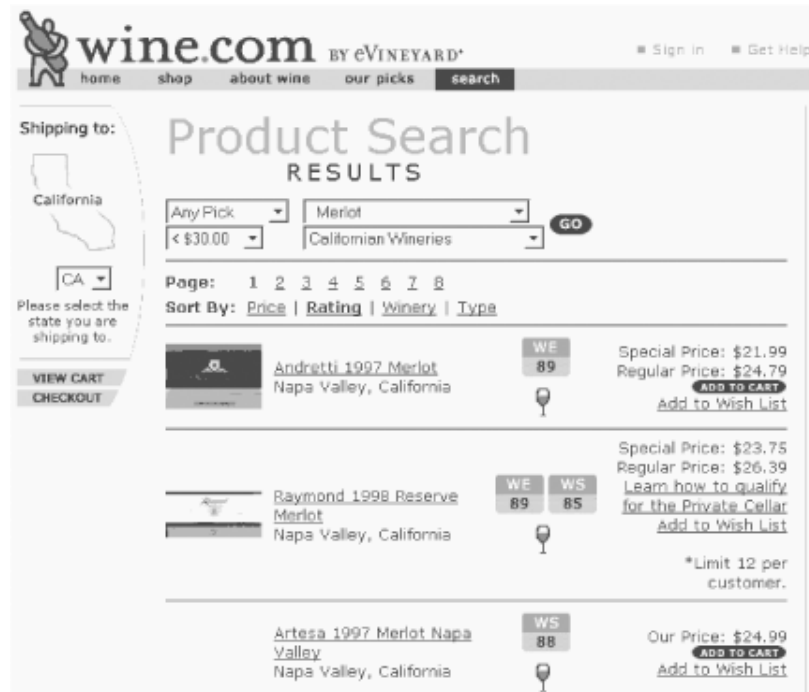 wine.com BY eVINEYARD
Sign in Get Help
home shop about wine our picks search
Shipping to:
California
CA
Please select the
state you are
shipping to.
VIEW CART
CHECKOUT
Product Search
RESULTS
Any Pick Merlot
< $30.00 Californian Wineries
GO
Page: 1 2 3 4 5 6 7 8
Sort By: Price | Rating | Winery | Type
Andretti 1997 Merlot
Napa Valley, California
WE
89
Special Price: $21.99
Regular Price: $24.79
ADD TO CART
Add to Wish List
Raymond 1998 Reserve
Merlot
Napa Valley, California
WE WS
89 85
Special Price: $23.75
Regular Price: $26.39
Learn how to qualify
for the Private Cellar
Add to Wish List
*Limit 12 per
customer.
Artesa 1997 Merlot Napa
Valley
Napa Valley, California
WS
88
Our Price: $24.99
ADD TO CART
Add to Wish List